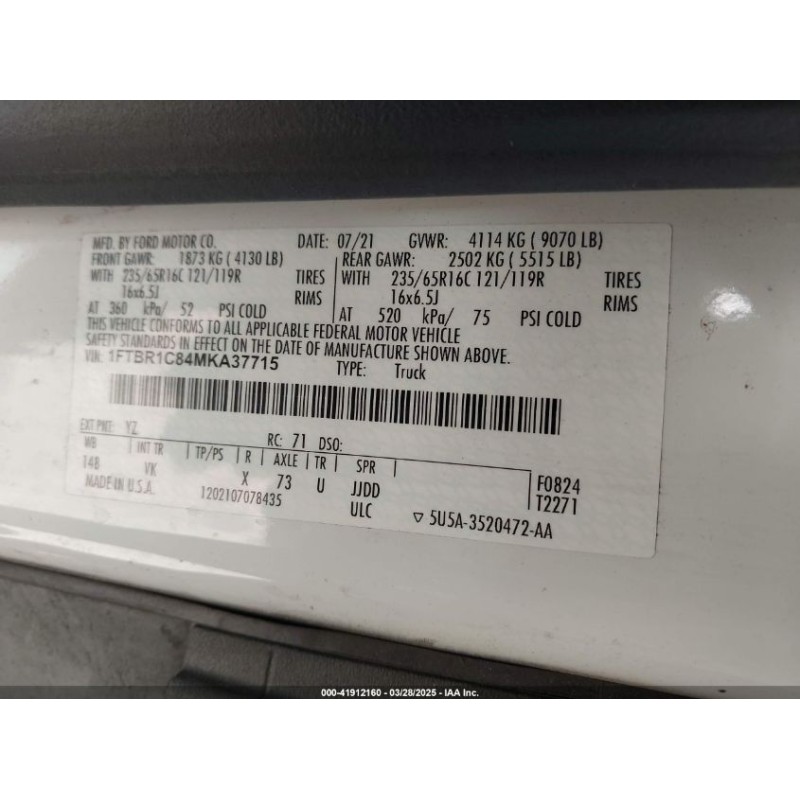 MFD. BY FORD MOTOR CO. DATE: 07/21 GVWR: 4114 KG ( 9070 LB)
FRONT GAWR: 1873 KG ( 4130 LB) REAR GAWR: 2502 KG ( 5515 LB)
WITH 235/65R16C 121/119R TIRES WITH 235/65R16C 121/119R TIRES
16x6.5J RIMS 16x6.5J RIMS
AT 360 kPa/ 52 PSI COLD AT 520 kPa/ 75 PSI COLD
THIS VEHICLE CONFORMS TO ALL APPLICABLE FEDERAL MOTOR VEHICLE
SAFETY STANDARDS IN EFFECT ON THE DATE OF MANUFACTURE SHOWN ABOVE.
VIN: 1FTBR1C84MKA37715 TYPE: Truck
EXT PNT: YZ RC: 71 DSO:
WB INT TR TP/PS R AXLE TR SPR
148 VK X 73 U JJDD F0824
MADE IN U.S.A. 1202107078435 ULC T2271
▽ 5U5A-3520472-AA
000-41912160 - 03/28/2025 - IAA Inc.